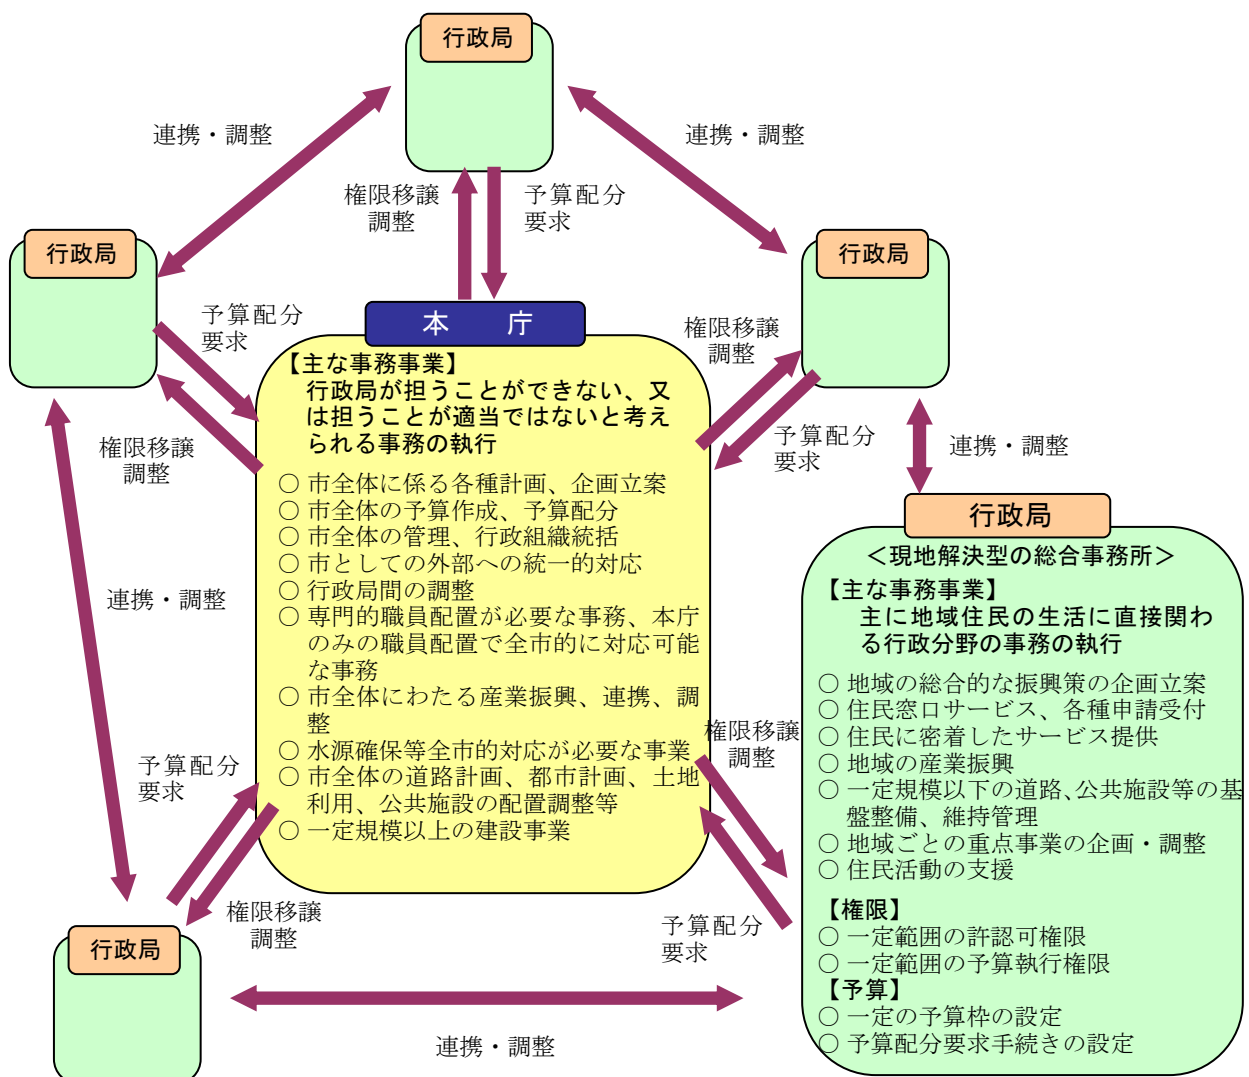 行政局
連携・調整
連携・調整
権限移譲
調整
予算配分
要求
行政局
行政局
予算配分
要求
権限移譲
調整
権限移譲
調整
予算配分
要求
連携・調整
連携・調整
本 庁
【主な事務事業】
行政局が担うことができない、又
は担うことが適当ではないと考え
られる事務の執行
○ 市全体に係る各種計画、企画立案
○ 市全体の予算作成、予算配分
○ 市全体の管理、行政組織統括
○ 市としての外部への統一的対応
○ 行政局間の調整
○ 専門的職員配置が必要な事務、本庁
のみの職員配置で全市的に対応可能
な事務
○ 市全体にわたる産業振興、連携、調
整
○ 水源確保等全市的対応が必要な事業
○ 市全体の道路計画、都市計画、土地
利用、公共施設の配置調整等
○ 一定規模以上の建設事業
行政局
＜現地解決型の総合事務所＞
【主な事務事業】
主に地域住民の生活に直接関わ
る行政分野の事務の執行
○ 地域の総合的な振興策の企画立案
○ 住民窓口サービス、各種申請受付
○ 住民に密着したサービス提供
○ 地域の産業振興
○ 一定規模以下の道路、公共施設等の基
盤整備、維持管理
○ 地域ごとの重点事業の企画・調整
○ 住民活動の支援
【権限】
○ 一定範囲の許認可権限
○ 一定範囲の予算執行権限
【予算】
○ 一定の予算枠の設定
○ 予算配分要求手続きの設定
権限移譲
調整
予算配分
要求
予算配分
要求
権限移譲
調整
行政局
連携・調整